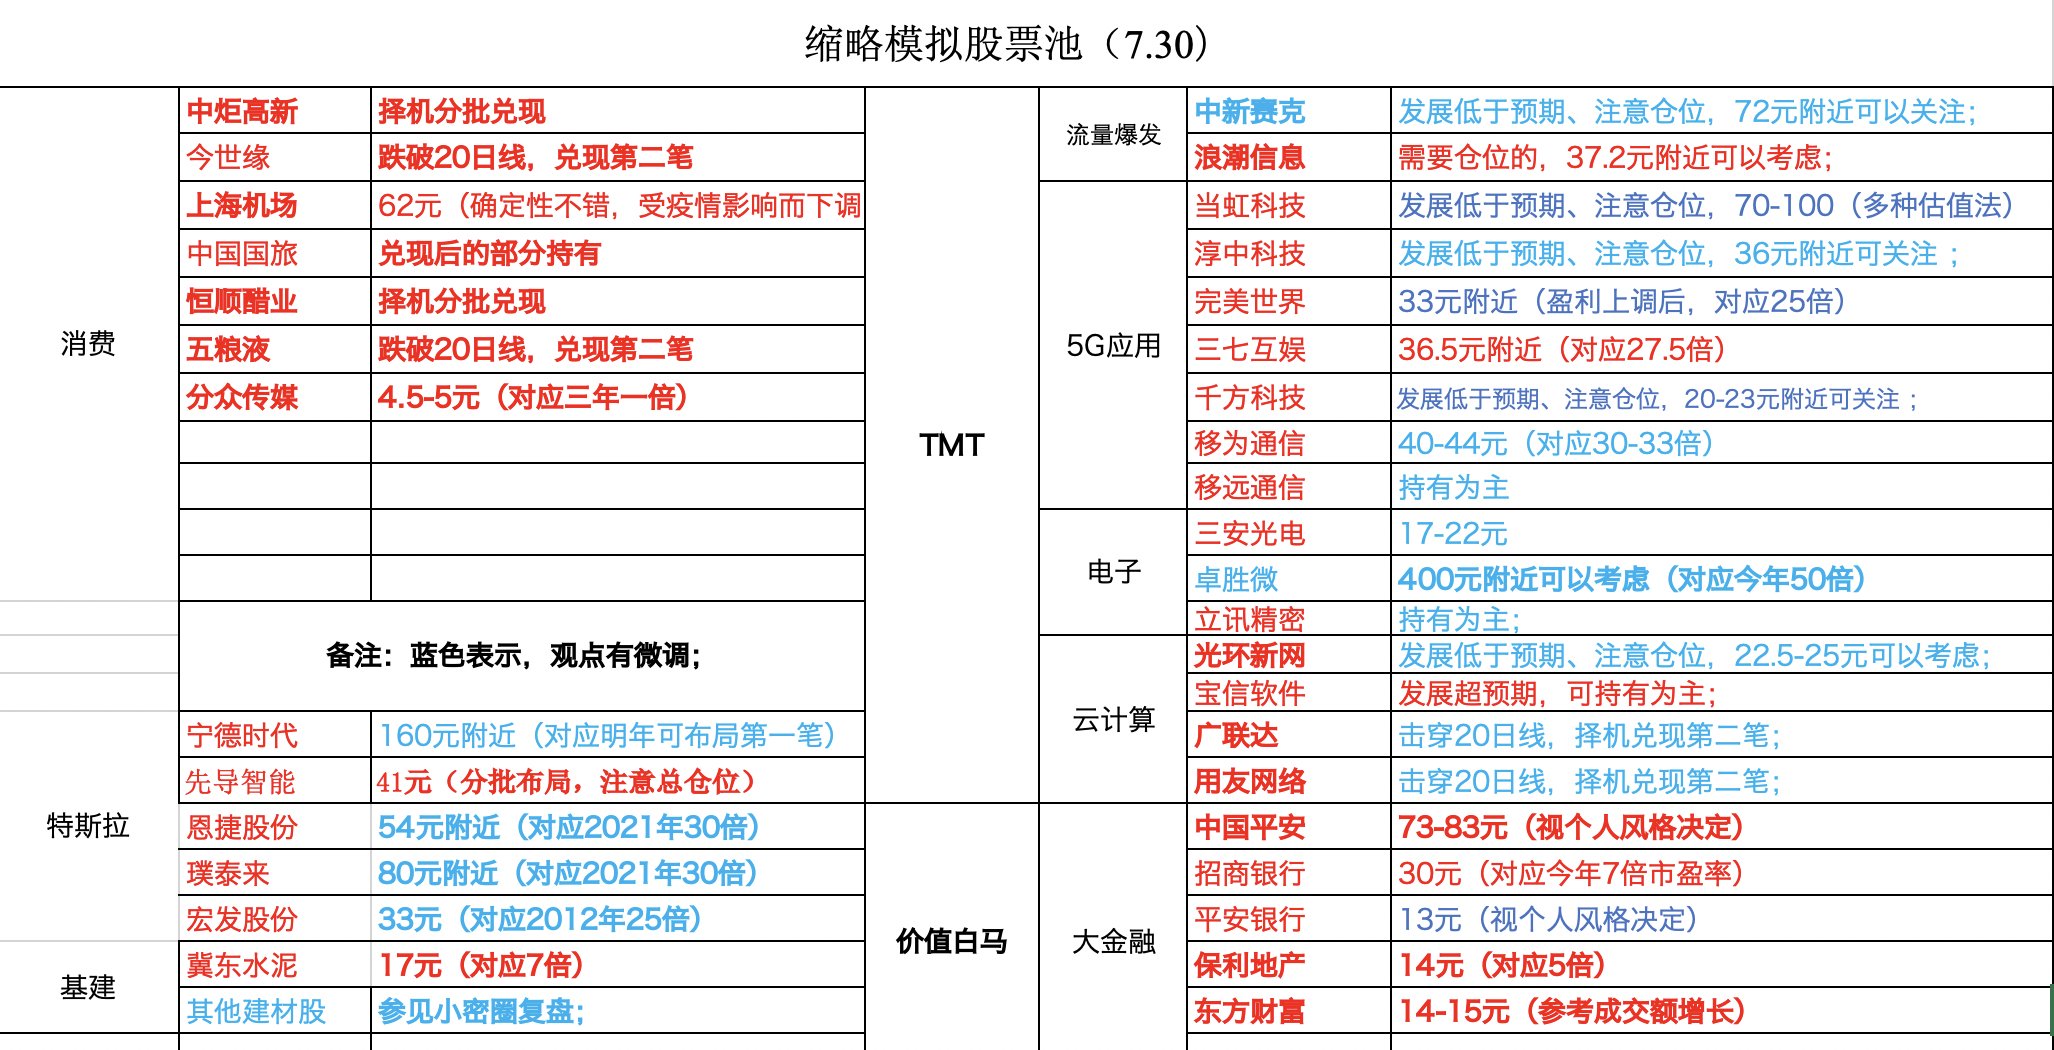 缩略模拟股票池（7.30）
消费
中炬高新 择机分批兑现
今世缘 跌破20日线，兑现第二笔
上海机场 62元（确定性不错，受疫情影响而下调
中国国旅 兑现后的部分持有
恒顺醋业 择机分批兑现
五粮液 跌破20日线，兑现第二笔
分众传媒 4.5-5元（对应三年一倍）
备注：蓝色表示，观点有微调；
特斯拉
宁德时代 160元附近（对应明年可布局第一笔）
先导智能 41元（分批布局，注意总仓位）
恩捷股份 54元附近（对应2021年30倍）
璞泰来 80元附近（对应2021年30倍）
宏发股份 33元（对应2012年25倍）
基建
冀东水泥 17元（对应7倍）
其他建材股 参见小密圈复盘；
TMT
流量爆发
中新赛克 发展低于预期、注意仓位，72元附近可以关注；
浪潮信息 需要仓位的，37.2元附近可以考虑；
5G应用
当虹科技 发展低于预期、注意仓位，70-100（多种估值法）
淳中科技 发展低于预期、注意仓位，36元附近可关注；
完美世界 33元附近（盈利上调后，对应25倍）
三七互娱 36.5元附近（对应27.5倍）
千方科技 发展低于预期、注意仓位，20-23元附近可关注；
移为通信 40-44元（对应30-33倍）
移远通信 持有为主
电子
三安光电 17-22元
卓胜微 400元附近可以考虑（对应今年50倍）
立讯精密 持有为主；
云计算
光环新网 发展低于预期、注意仓位，22.5-25元可以考虑；
宝信软件 发展超预期，可持有为主；
广联达 击穿20日线，择机兑现第二笔；
用友网络 击穿20日线，择机兑现第二笔；
价值白马
大金融
中国平安 73-83元（视个人风格决定）
招商银行 30元（对应今年7倍市盈率）
平安银行 13元（视个人风格决定）
保利地产 14元（对应5倍）
东方财富 14-15元（参考成交额增长）